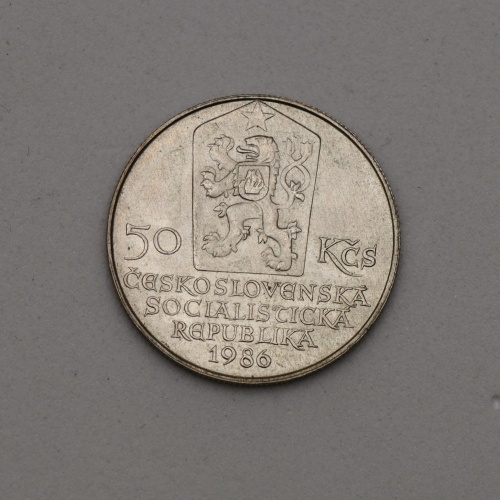 50 Kčs
ČESKOSLOVENSKÁ
SOCIALISTICKÁ
REPUBLIKA
1986